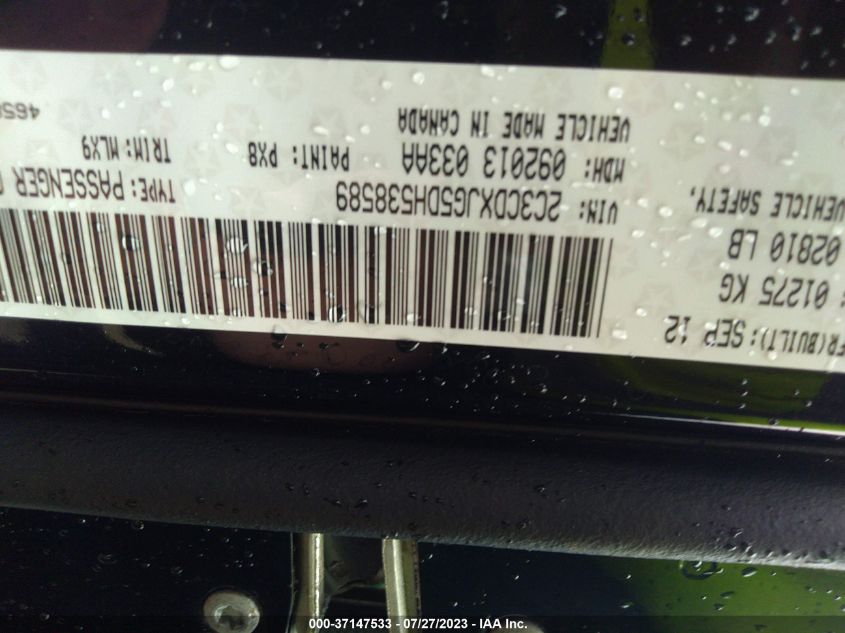 FR(BUILT): SEP 12
01275 KG
02810 LB
VEHICLE SAFETY,
VIN: 2C3CDXJG5DH538589
TYPE: PASSENGER
MDH: 092013 033AA
PAINT: PX8
TRIM: MLX9
VEHICLE MADE IN CANADA
000-37147533 - 07/27/2023 - IAA Inc.